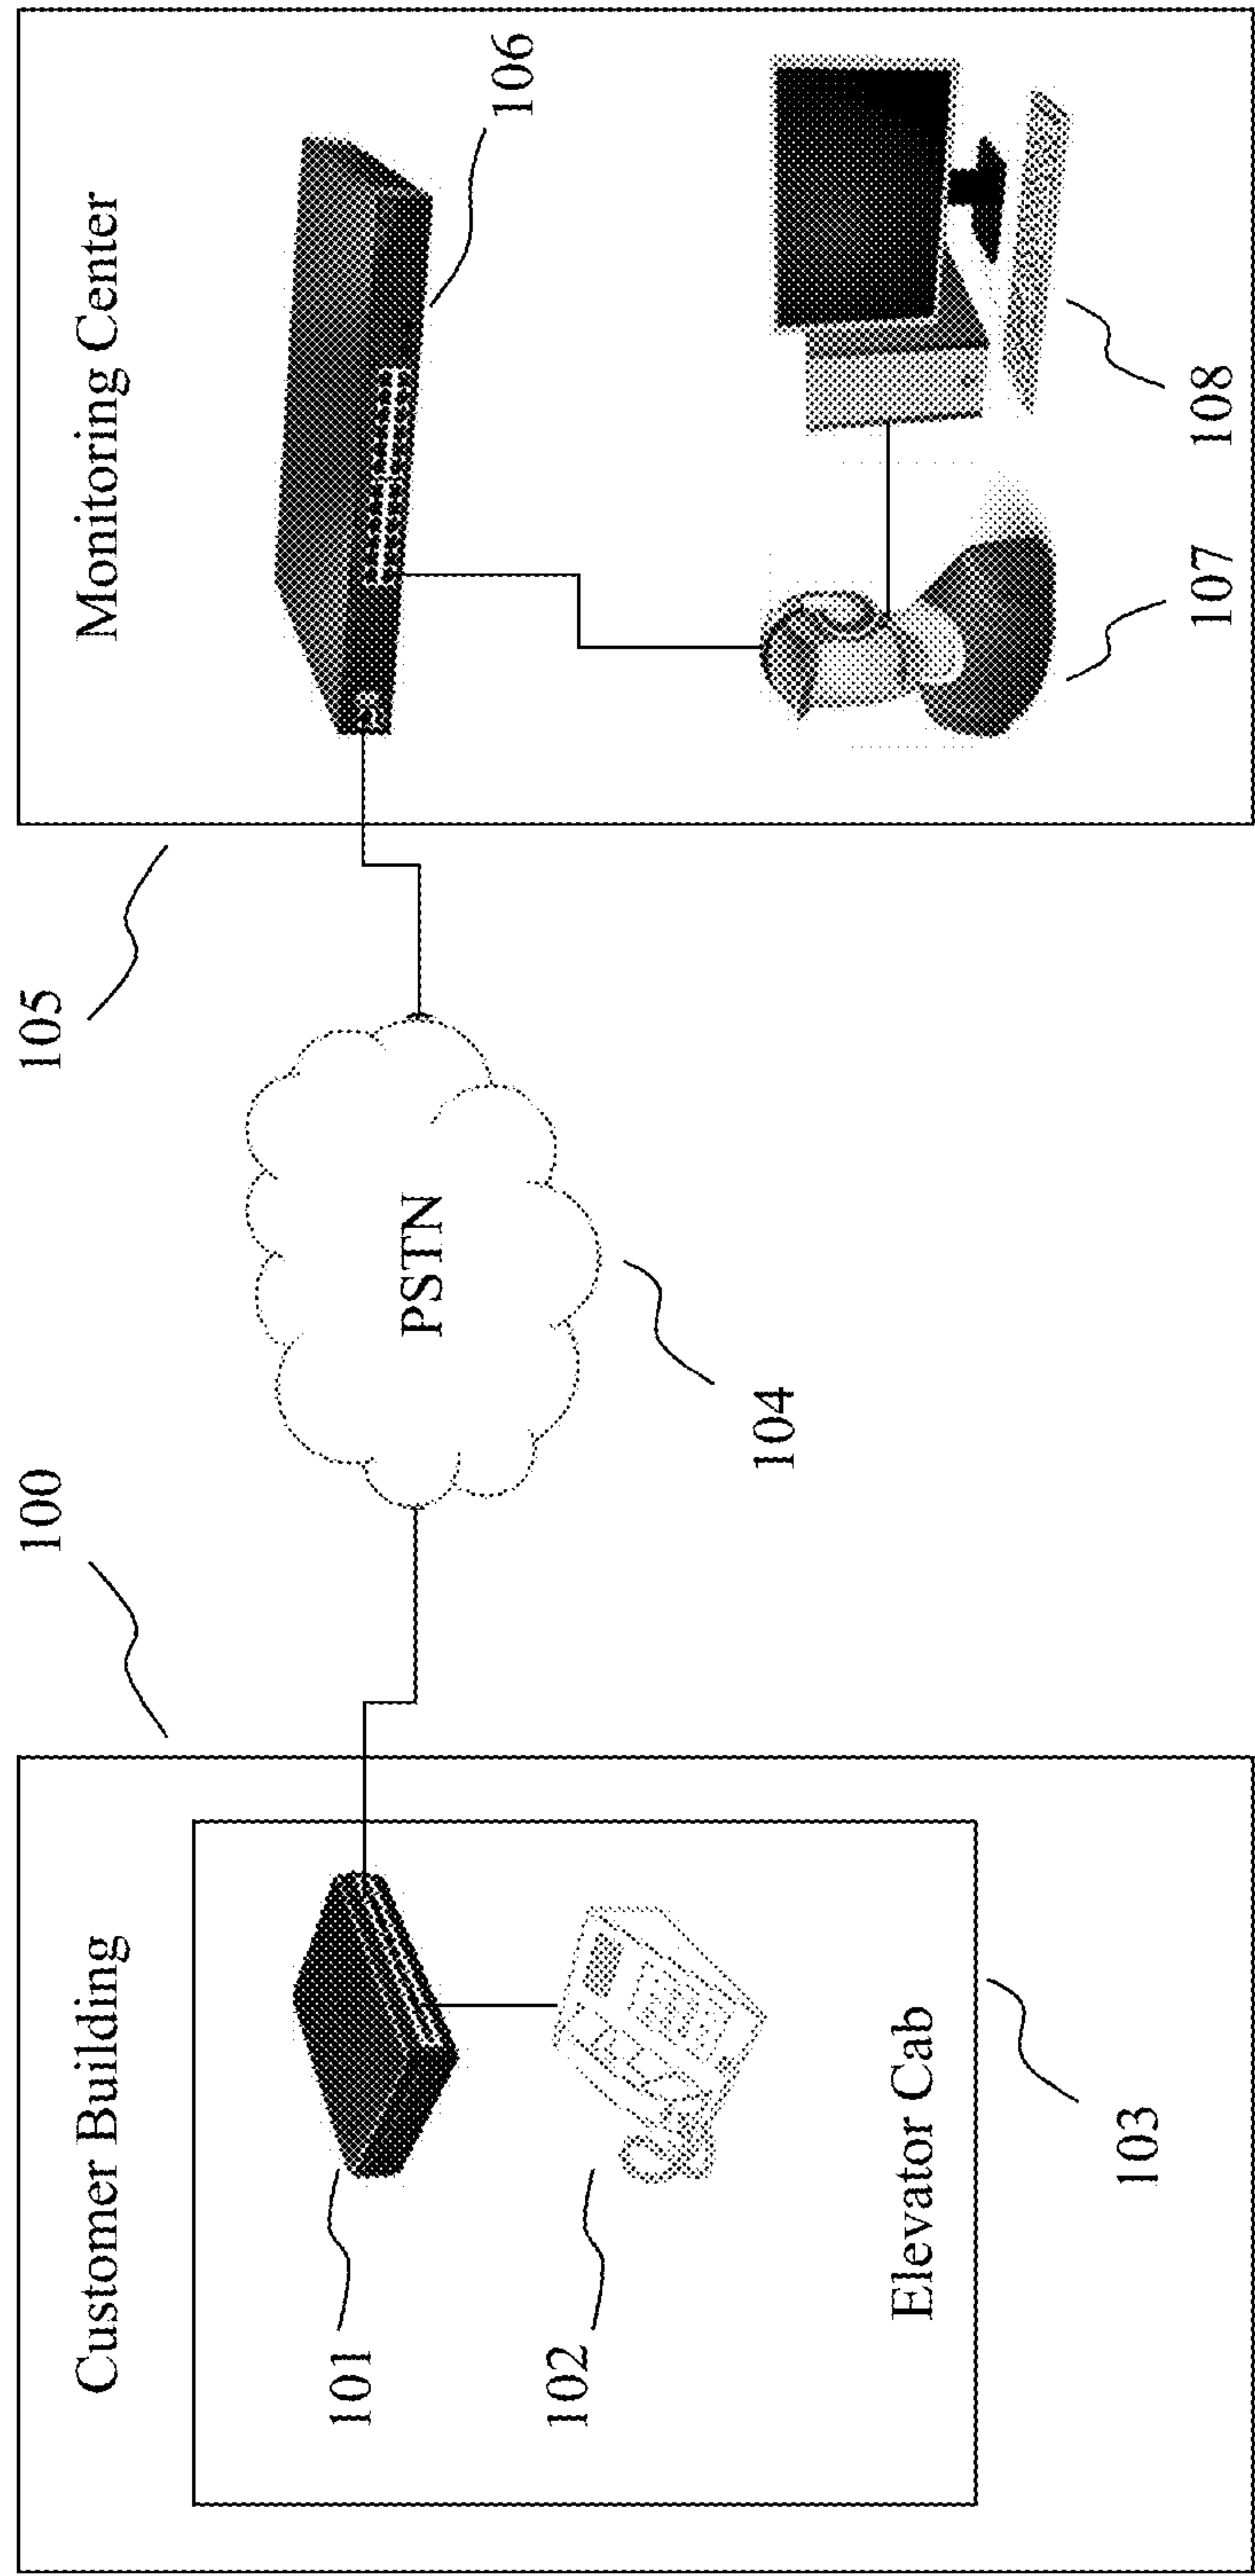 Customer Building
100
101
102
Elevator Cab
103
PSTN
104
105
Monitoring Center
106
107
108